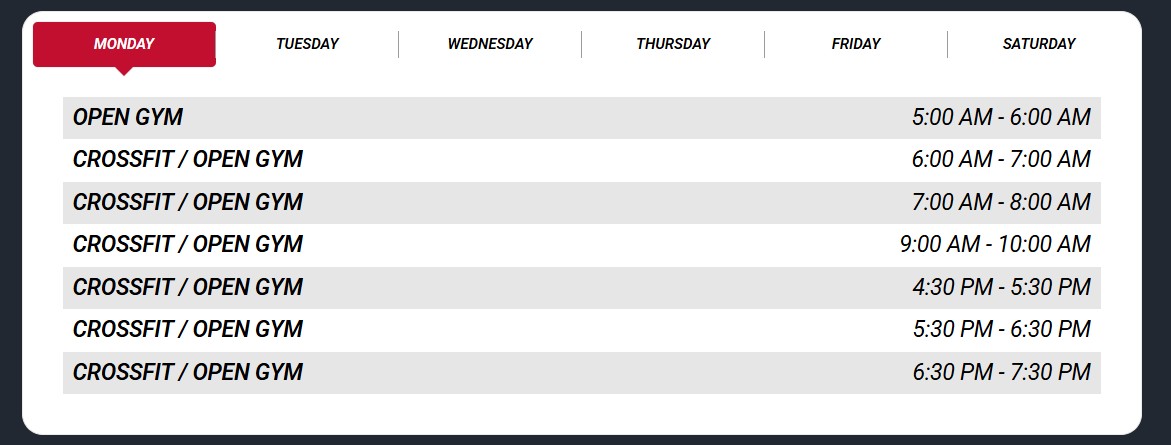 MONDAY TUESDAY WEDNESDAY THURSDAY FRIDAY SATURDAY
OPEN GYM 5:00 AM - 6:00 AM
CROSSFIT / OPEN GYM 6:00 AM - 7:00 AM
CROSSFIT / OPEN GYM 7:00 AM - 8:00 AM
CROSSFIT / OPEN GYM 9:00 AM - 10:00 AM
CROSSFIT / OPEN GYM 4:30 PM - 5:30 PM
CROSSFIT / OPEN GYM 5:30 PM - 6:30 PM
CROSSFIT / OPEN GYM 6:30 PM - 7:30 PM